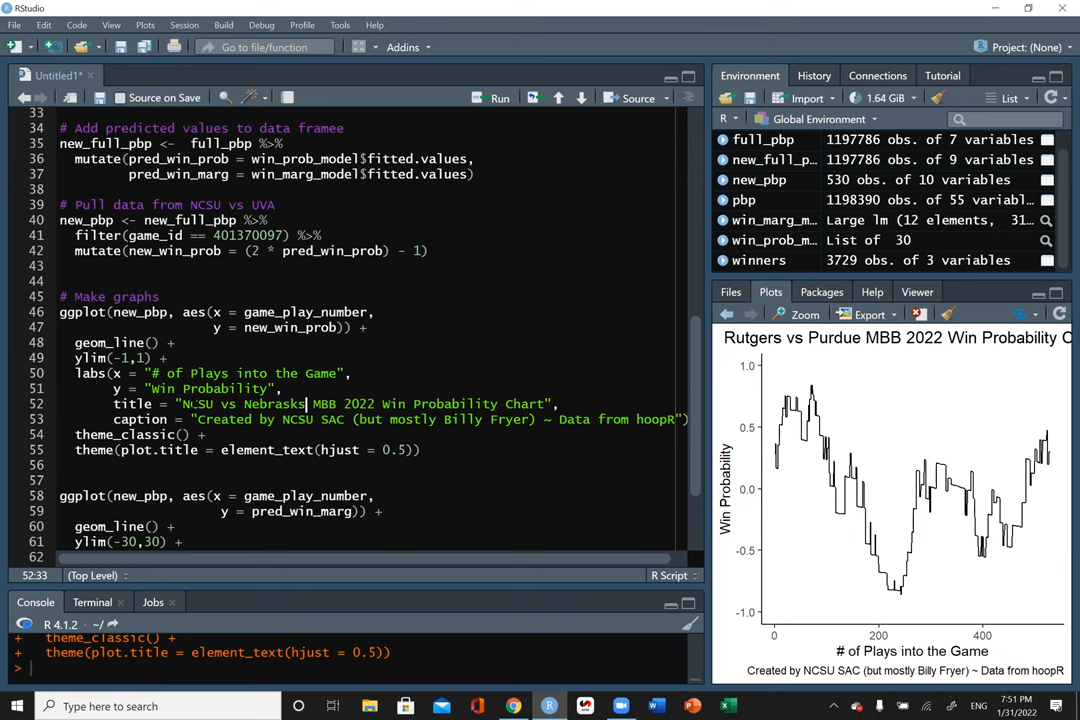 RStudio
File Edit Code View Plots Session Build Debug Profile Tools Help
Go to file/function Addins Project: (None)
Untitled1*
Source on Save Run Source
33
34 # Add predicted values to data framee
35 new_full_pbp <- full_pbp %>%
36 mutate(pred_win_prob = win_prob_model$fitted.values,
37 pred_win_marg = win_marg_model$fitted.values)
38
39 # Pull data from NCSU vs UVA
40 new_pbp <- new_full_pbp %>%
41 filter(game_id == 401370097) %>%
42 mutate(new_win_prob = (2 * pred_win_prob) - 1)
43
44
45 # Make graphs
46 ggplot(new_pbp, aes(x = game_play_number,
47 y = new_win_prob)) +
48 geom_line() +
49 ylim(-1,1) +
50 labs(x = "# of Plays into the Game",
51 y = "Win Probability",
52 title = "NCSU vs Nebrasks MBB 2022 Win Probability Chart",
53 caption = "Created by NCSU SAC (but mostly Billy Fryer) ~ Data from hoopR")
54 theme_classic() +
55 theme(plot.title = element_text(hjust = 0.5))
56
57
58 ggplot(new_pbp, aes(x = game_play_number,
59 y = pred_win_marg)) +
60 geom_line() +
61 ylim(-30,30) +
62
52:33 (Top Level) R Script
Console Terminal Jobs
R 4.1.2 · ~/
+ theme_classic() +
+ theme(plot.title = element_text(hjust = 0.5))
>
Environment History Connections Tutorial
Import 1.64 GiB List
R Global Environment
full_pbp 1197786 obs. of 7 variables
new_full_p… 1197786 obs. of 9 variables
new_pbp 530 obs. of 10 variables
pbp 1198390 obs. of 55 variabl…
win_marg_m… Large lm (12 elements, 31…
win_prob_m… List of 30
winners 3729 obs. of 3 variables
Files Plots Packages Help Viewer
Zoom Export
Rutgers vs Purdue MBB 2022 Win Probability C
1.0
0.5
0.0
-0.5
-1.0
Win Probability
0 200 400
# of Plays into the Game
Created by NCSU SAC (but mostly Billy Fryer) ~ Data from hoopR
Type here to search
7:51 PM
1/31/2022